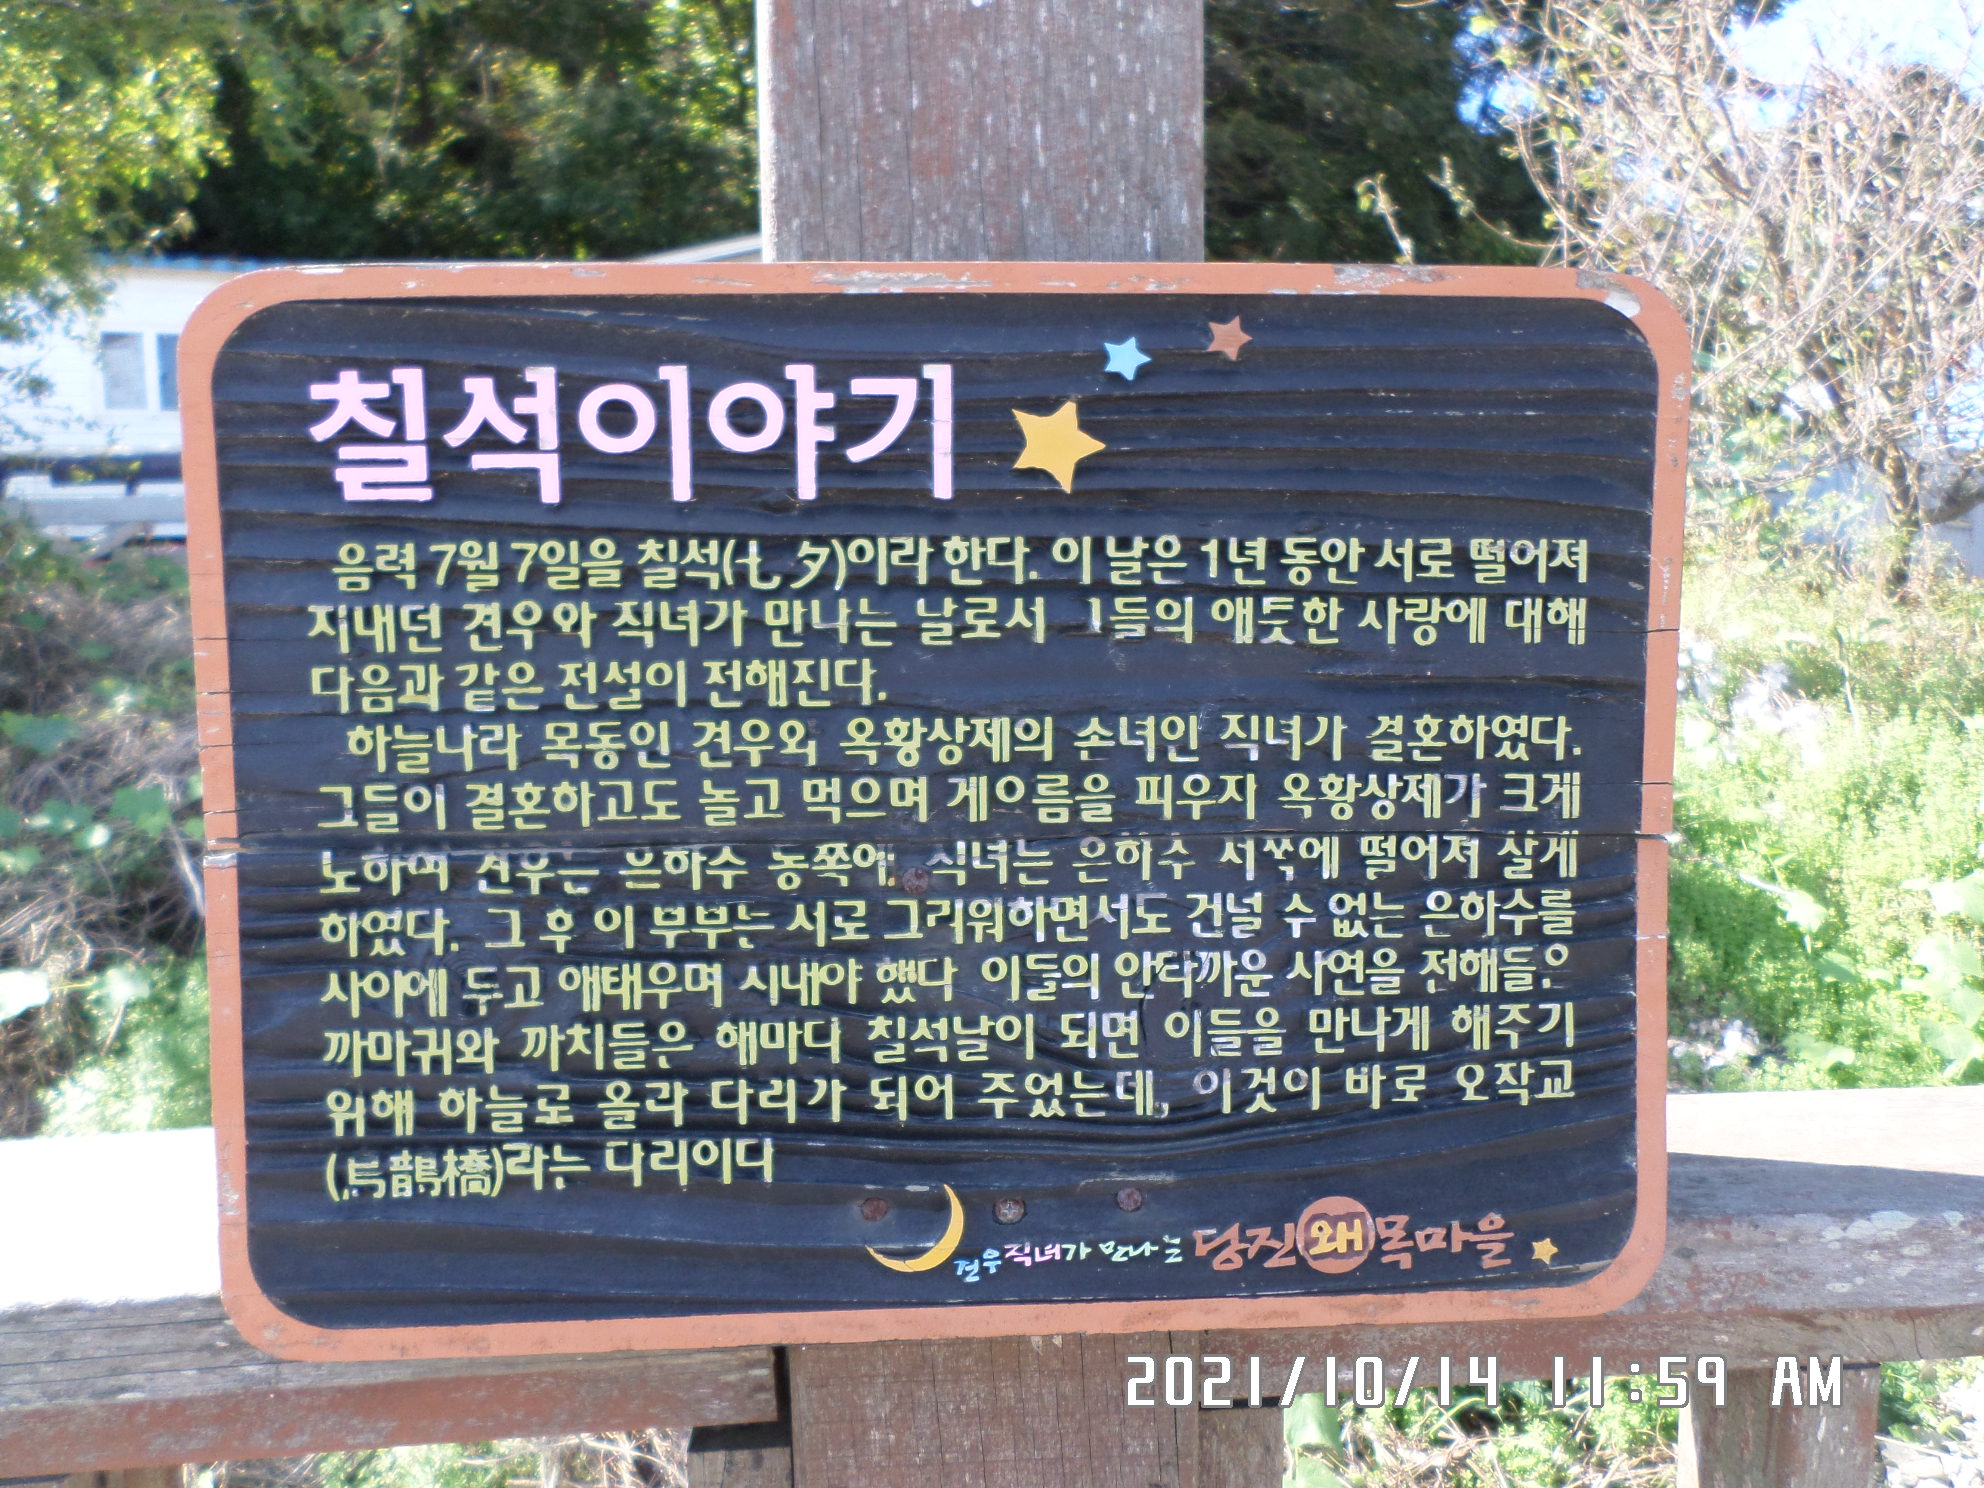 칠석이야기
음력 7월 7일을 칠석(七夕)이라 한다. 이 날은 1년 동안 서로 떨어져
지내던 견우와 직녀가 만나는 날로서 그들의 애틋한 사랑에 대해
다음과 같은 전설이 전해진다.
하늘나라 목동인 견우와 옥황상제의 손녀인 직녀가 결혼하였다.
그들이 결혼하고도 놀고 먹으며 게으름을 피우자 옥황상제가 크게
노하여 견우는 은하수 동쪽에, 직녀는 은하수 서쪽에 떨어져 살게
하였다. 그 후 이 부부는 서로 그리워하면서도 건널 수 없는 은하수를
사이에 두고 애태우며 지내야 했다 이들의 안타까운 사연을 전해들은
까마귀와 까치들은 해마다 칠석날이 되면 이들을 만나게 해주기
위해 하늘로 올라 다리가 되어 주었는데, 이것이 바로 오작교
(烏鵲橋)라는 다리이다
견우직녀가 만나는 당진왜목마을
2021/10/14 11:59 AM